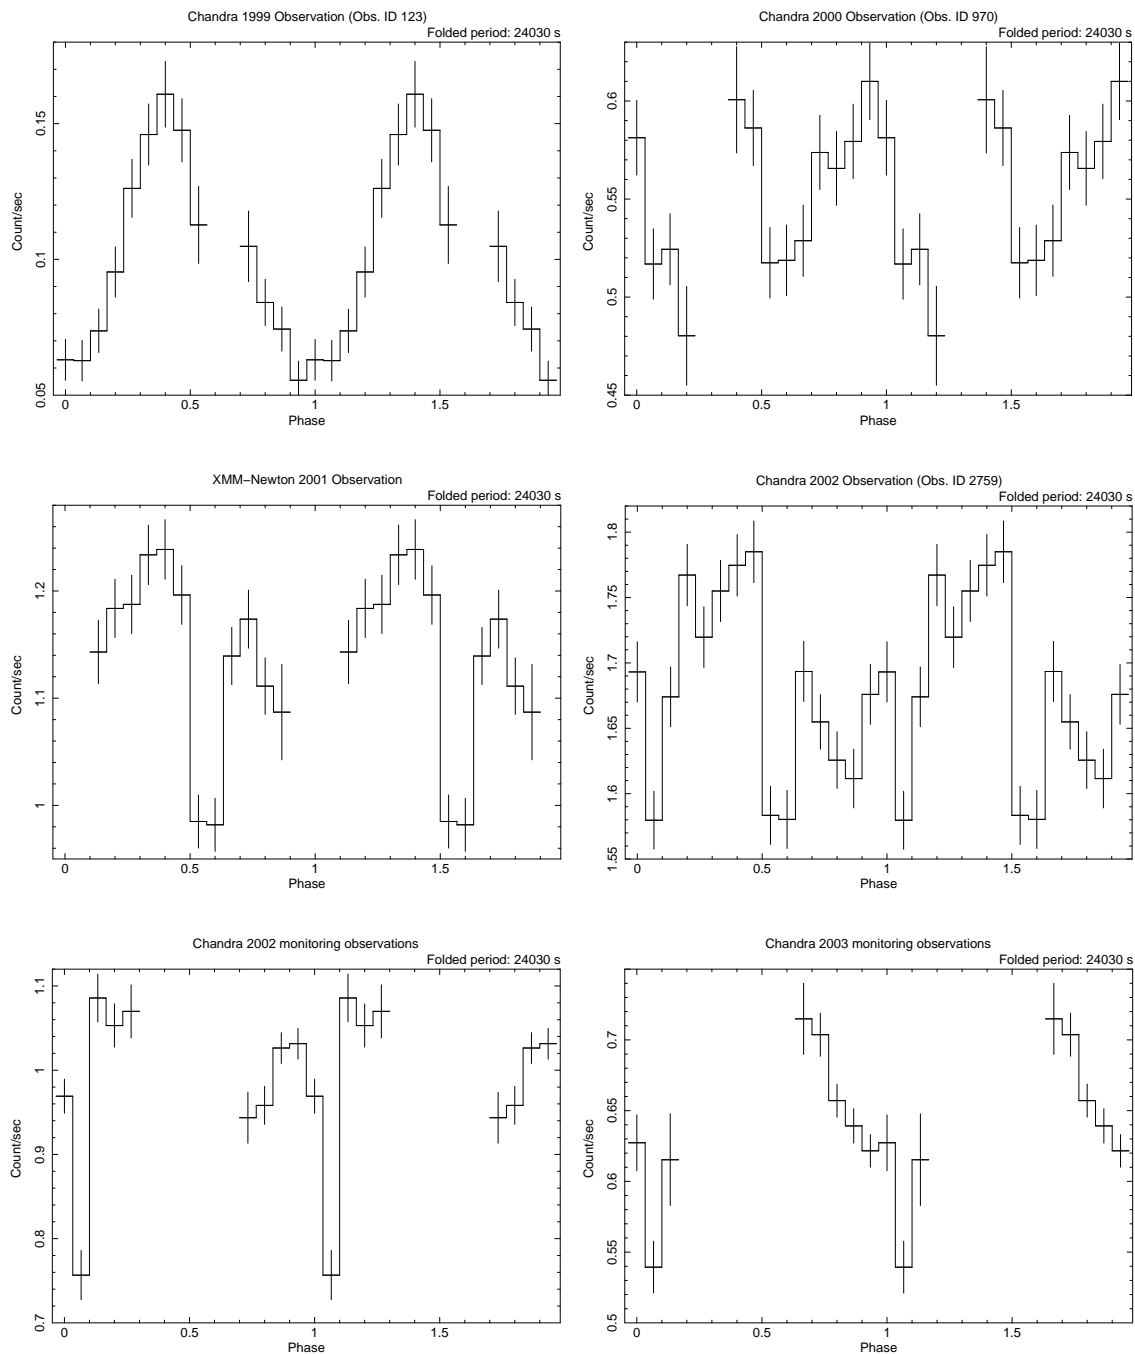 Chandra 1999 Observation (Obs. ID 123)
Folded period: 24030 s
Count/sec
0.15
0.1
0.05
0 0.5 1 1.5
Phase
Chandra 2000 Observation (Obs. ID 970)
Folded period: 24030 s
Count/sec
0.6
0.55
0.5
0.45
0 0.5 1 1.5
Phase
XMM−Newton 2001 Observation
Folded period: 24030 s
Count/sec
1.2
1.1
1
0 0.5 1 1.5
Phase
Chandra 2002 Observation (Obs. ID 2759)
Folded period: 24030 s
Count/sec
1.8
1.75
1.7
1.65
1.6
1.55
0 0.5 1 1.5
Phase
Chandra 2002 monitoring observations
Folded period: 24030 s
Count/sec
1.1
1
0.9
0.8
0.7
0 0.5 1 1.5
Phase
Chandra 2003 monitoring observations
Folded period: 24030 s
Count/sec
0.7
0.65
0.6
0.55
0.5
0 0.5 1 1.5
Phase